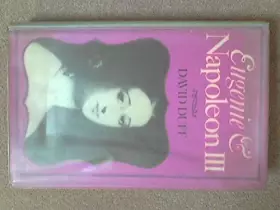 Eugénie &
Napoleon III
DAVID DUFF